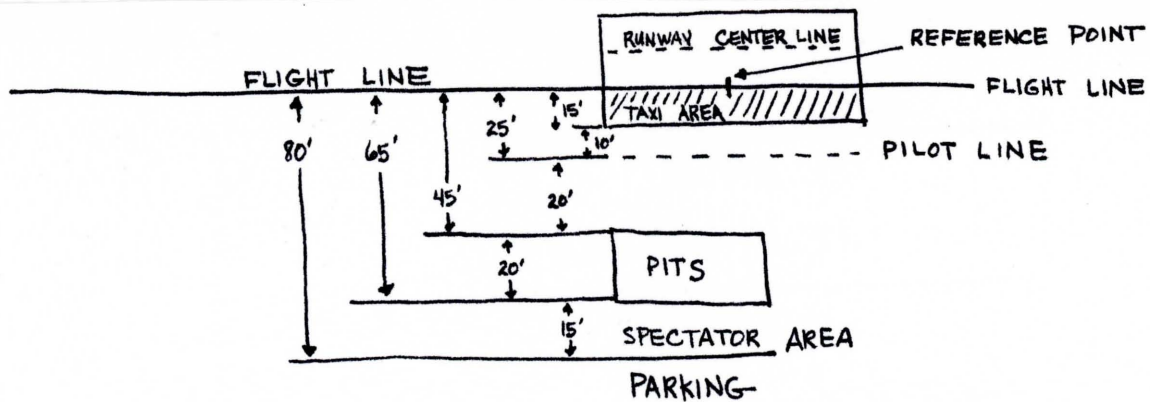 RUNWAY CENTER LINE
REFERENCE POINT
FLIGHT LINE
FLIGHT LINE
15'
TAXI AREA
25'
10'
80'
65'
PILOT LINE
45'
20'
20'
PITS
15'
SPECTATOR AREA
PARKING